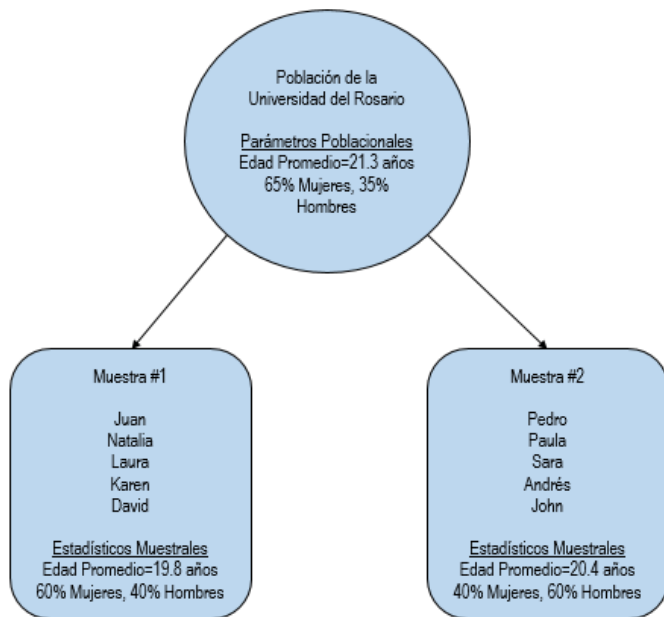 Población de la
Universidad del Rosario
Parámetros Poblacionales
Edad Promedio=21.3 años
65% Mujeres, 35%
Hombres
Muestra #1
Juan
Natalia
Laura
Karen
David
Estadísticos Muestrales
Edad Promedio=19.8 años
60% Mujeres, 40% Hombres
Muestra #2
Pedro
Paula
Sara
Andrés
John
Estadísticos Muestrales
Edad Promedio=20.4 años
40% Mujeres, 60% Hombres